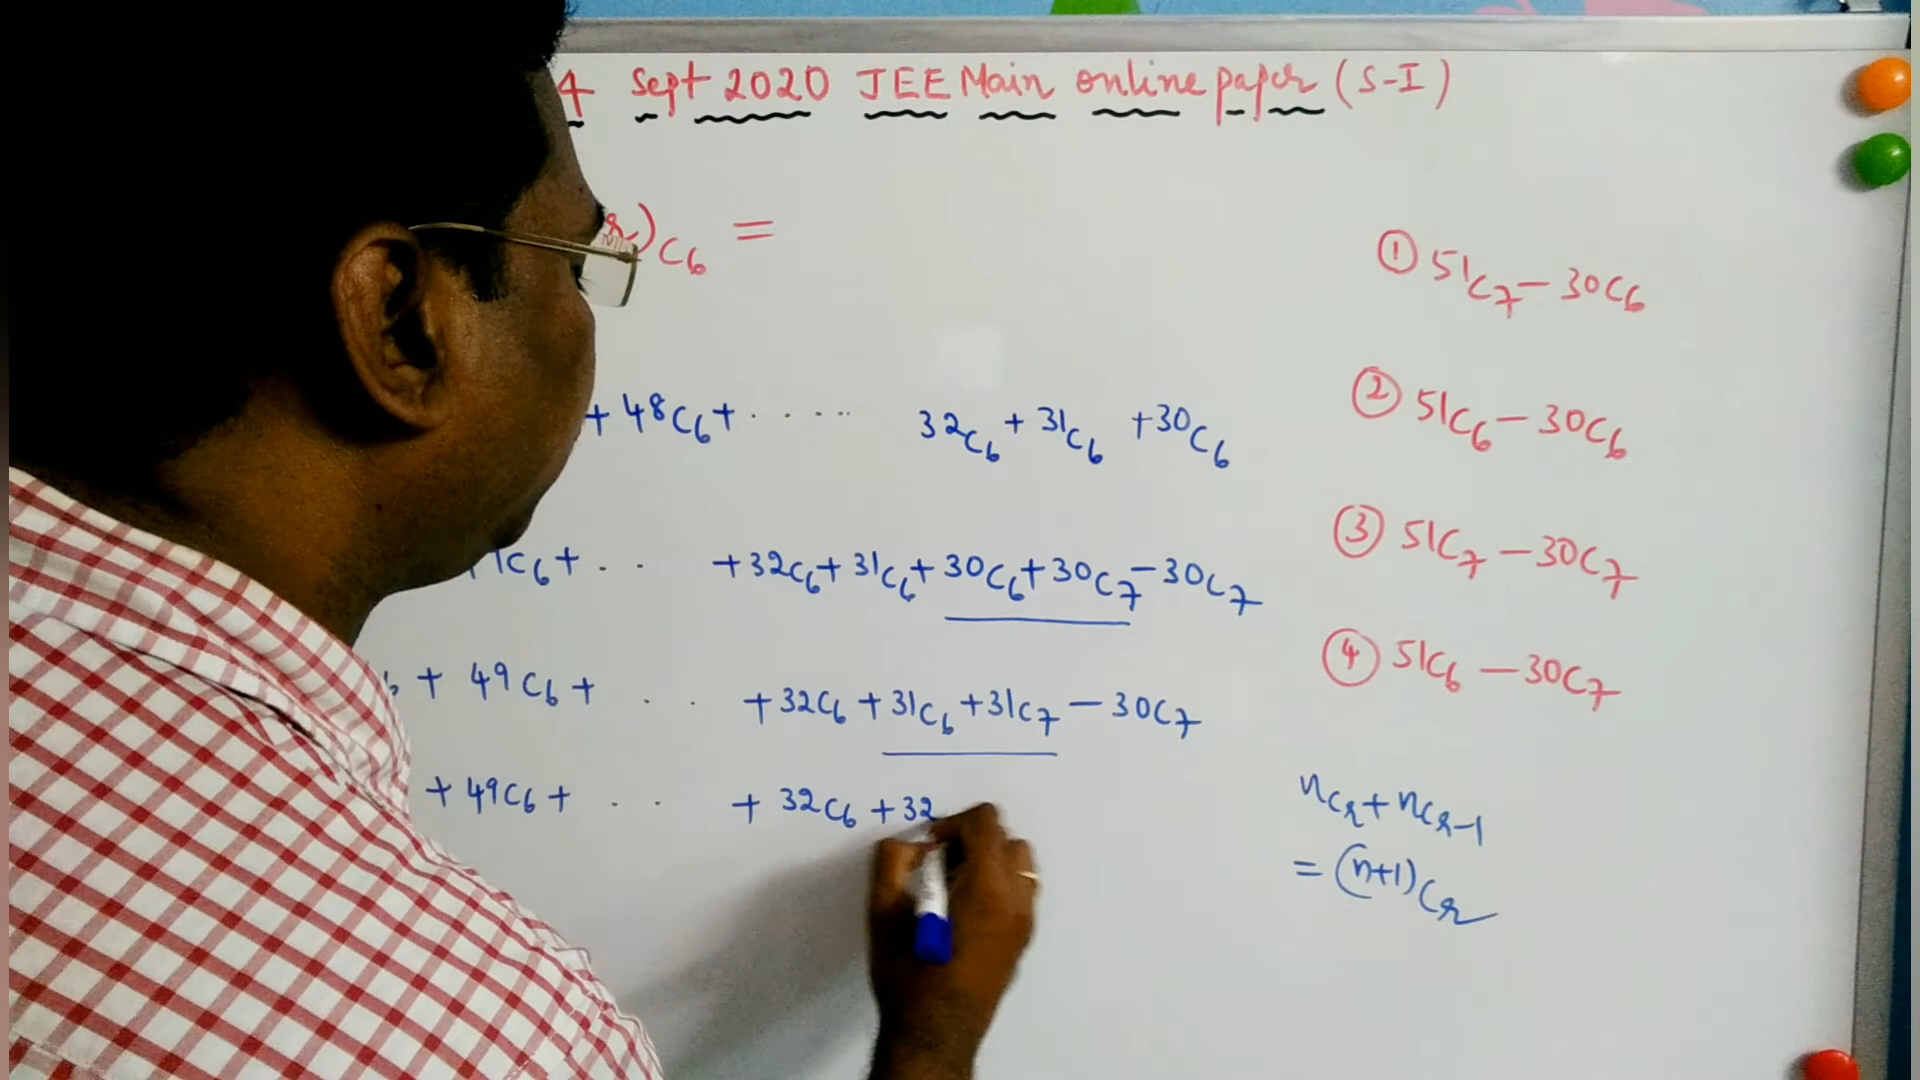 4 Sept 2020 JEE Main online paper (S-I)
r)C6 =
① 51C7 - 30C6
+ 48C6 + ..... 32C6 + 31C6 + 30C6
② 51C6 - 30C6
C6 + .. + 32C6 + 31C6 + 30C6 + 30C7 - 30C7
③ 51C7 - 30C7
+ 49C6 + .. + 32C6 + 31C6 + 31C7 - 30C7
④ 51C6 - 30C7
+ 49C6 + .. + 32C6 + 32
nCr + nCr-1
= (n+1)Cr